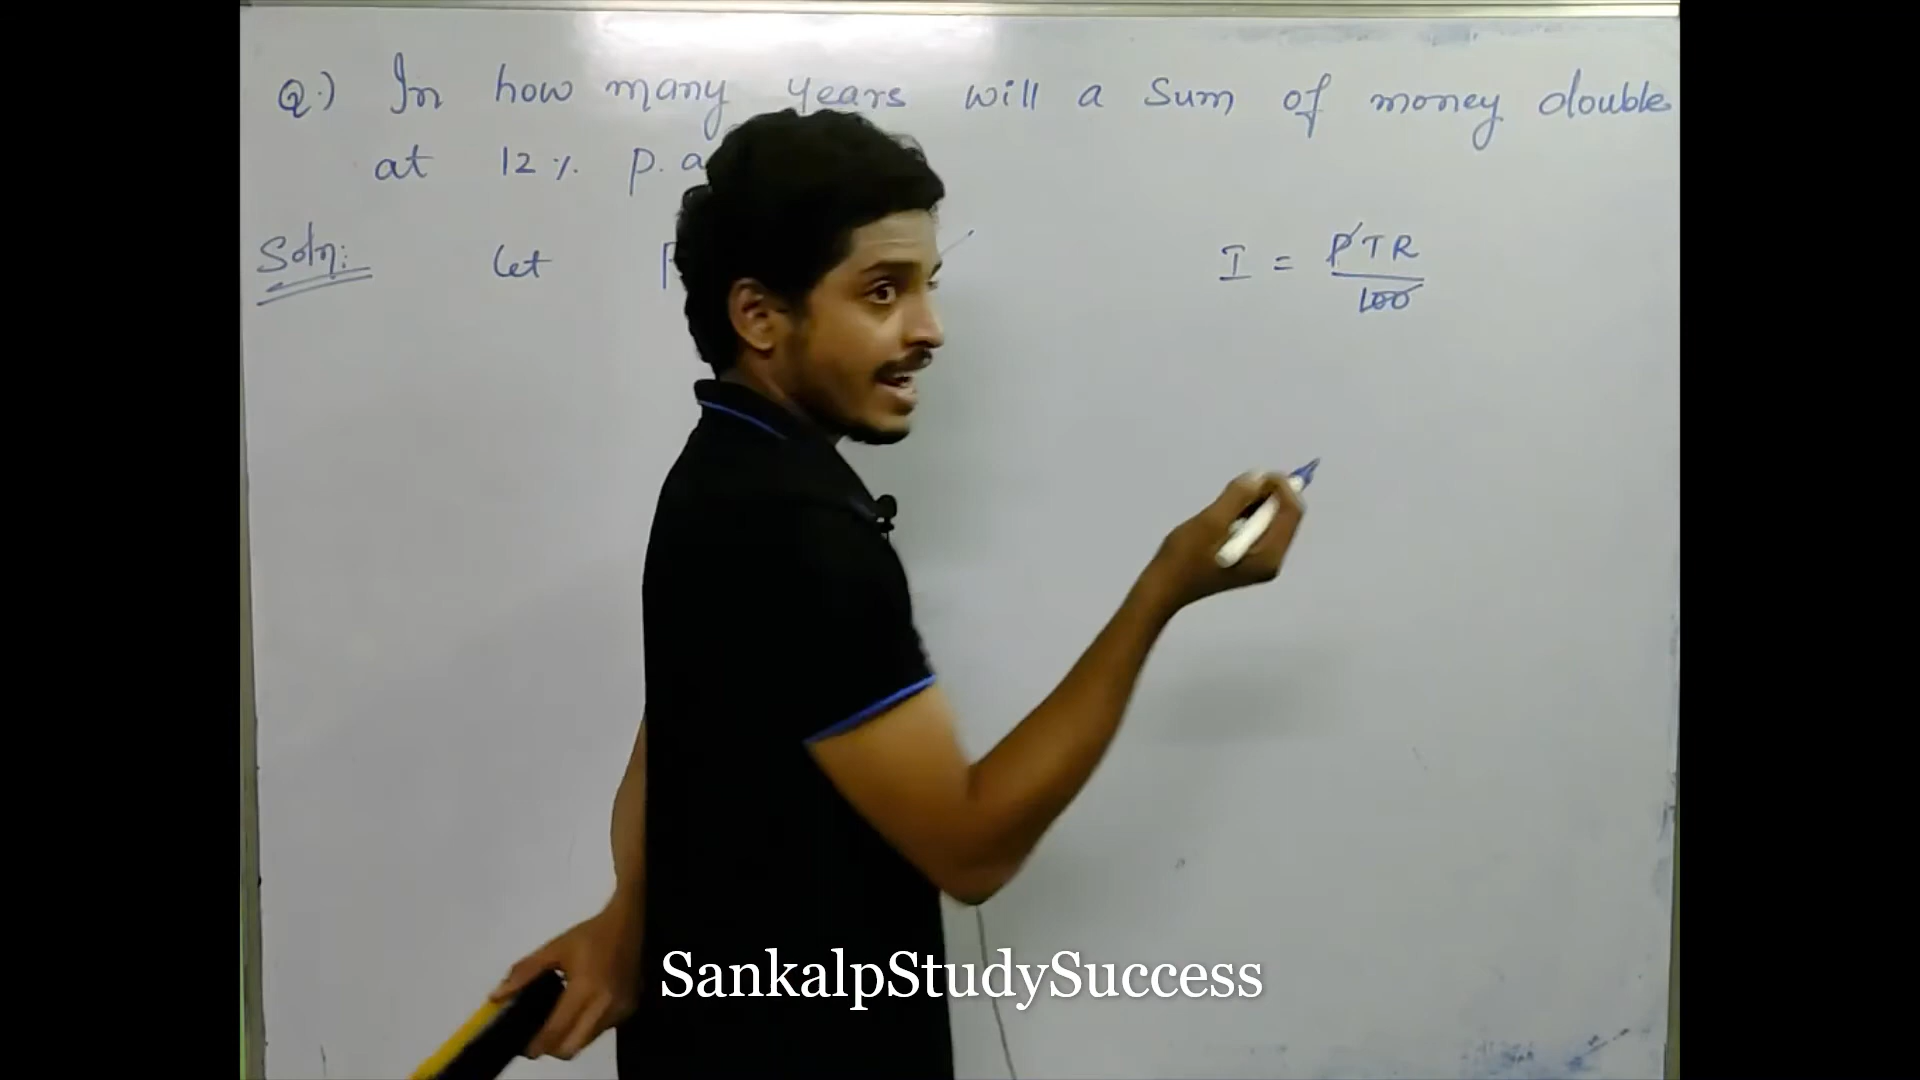 Q.) In how many years will a sum of money double
at 12% p.a
Soln: let P
I = PTR
100
SankalpStudySuccess